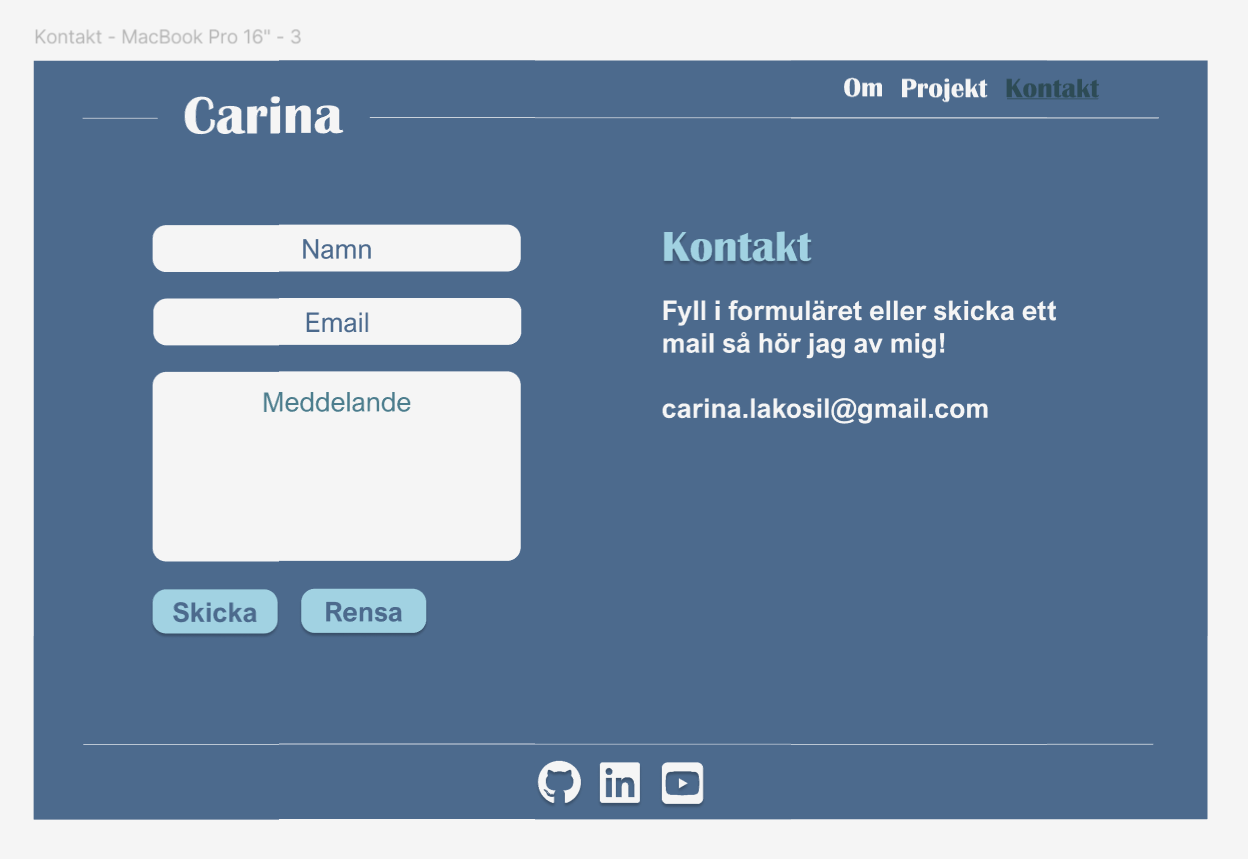 Kontakt - MacBook Pro 16" - 3
Om Projekt Kontakt
Carina
Namn
Email
Meddelande
Skicka Rensa
Kontakt
Fyll i formuläret eller skicka ett
mail så hör jag av mig!
carina.lakosil@gmail.com
in